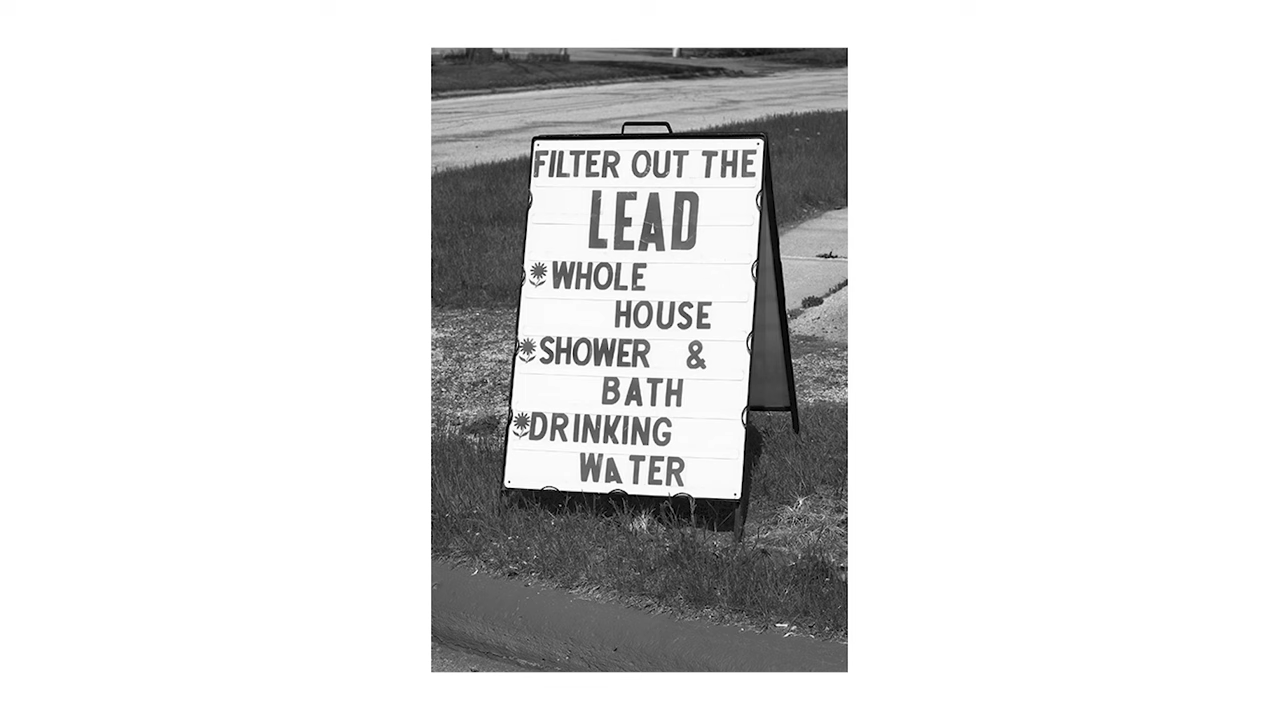 FILTER OUT THE
LEAD
WHOLE
HOUSE
SHOWER &
BATH
DRINKING
WATER